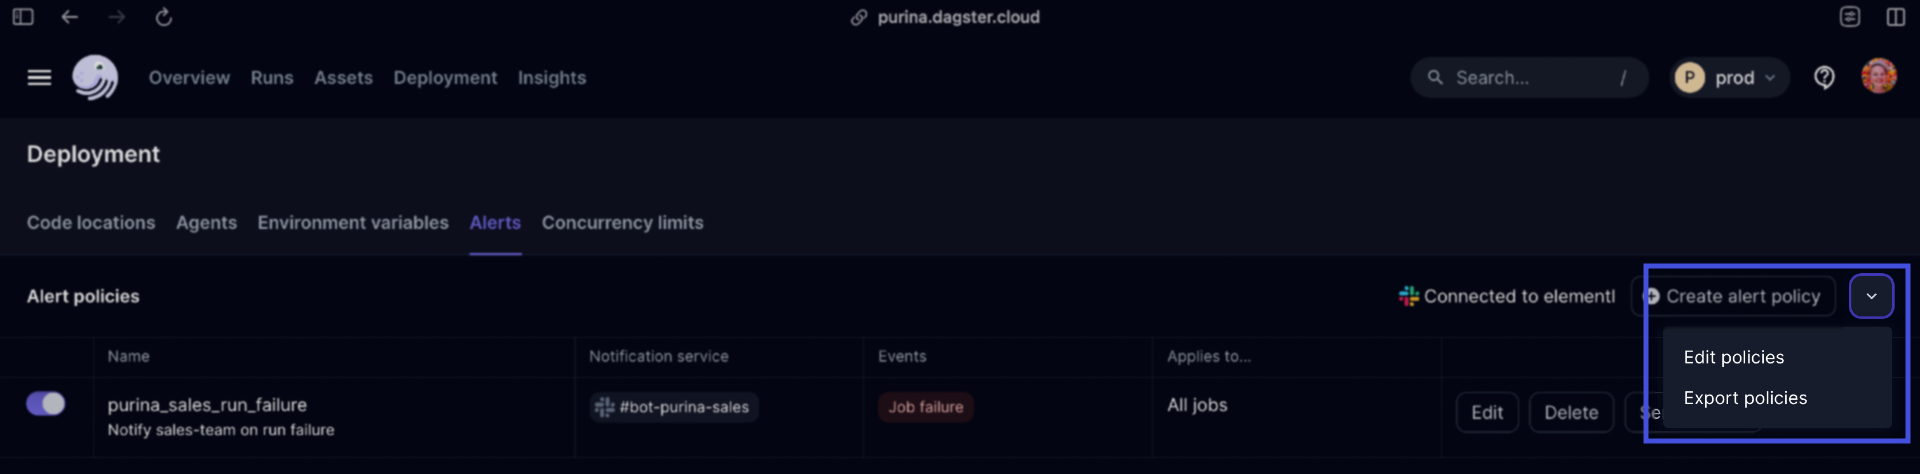 purina.dagster.cloud
Overview Runs Assets Deployment Insights Search... / P prod
Deployment
Code locations Agents Environment variables Alerts Concurrency limits
Alert policies Connected to elementl Create alert policy
Name Notification service Events Applies to... Edit policies
purina_sales_run_failure #bot-purina-sales Job failure All jobs Edit Delete Export policies
Notify sales-team on run failure